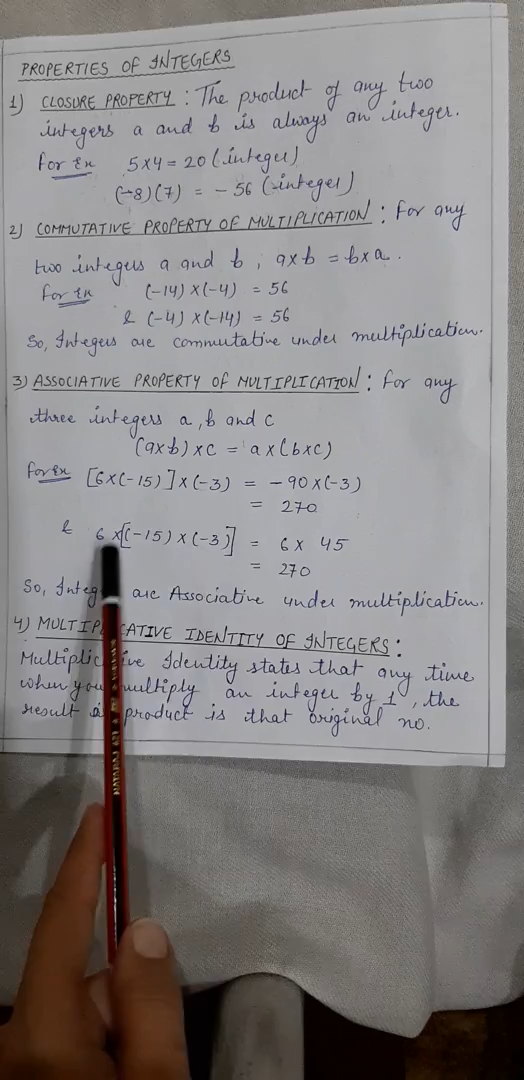 PROPERTIES OF INTEGERS
1) CLOSURE PROPERTY : The product of any two
integers a and b is always an integer.
For Ex 5x4 = 20 (integer)
(-8)(7) = -56 (-integer)
2) COMMUTATIVE PROPERTY OF MULTIPLICATION : For any
two integers a and b, axb = bxa.
For Ex (-14) x (-4) = 56
& (-4) x (-14) = 56
So, Integers are commutative under multiplication.
3) ASSOCIATIVE PROPERTY OF MULTIPLICATION : For any
three integers a, b and c
(axb) x c = a x (bxc)
For Ex [6x(-15)] x (-3) = -90 x (-3)
= 270
& 6 x [(-15) x (-3)] = 6 x 45
= 270
So, Integ are Associative under multiplication.
4) MULTIPLICATIVE IDENTITY OF INTEGERS :
Multiplic ive Identity states that any time
when you multiply an integer by 1, the
result product is that original no.
NATARAJ 621